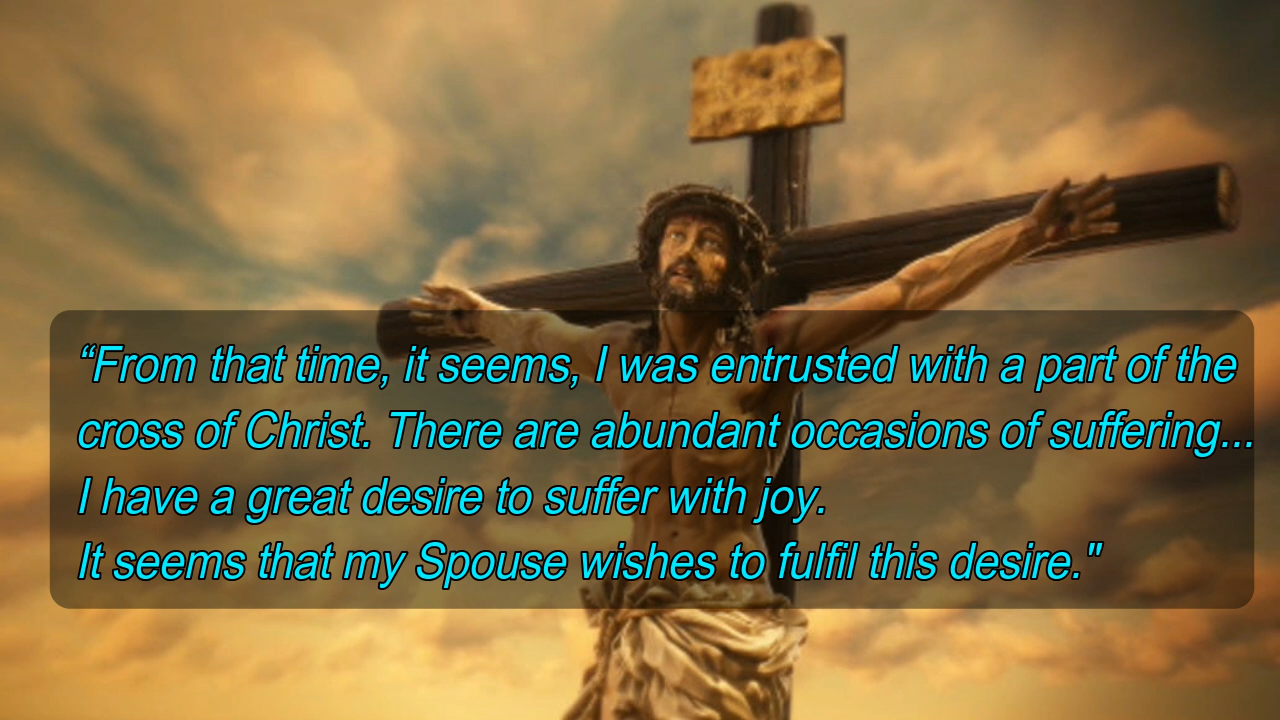 “From that time, it seems, I was entrusted with a part of the
cross of Christ. There are abundant occasions of suffering...
I have a great desire to suffer with joy.
It seems that my Spouse wishes to fulfil this desire."